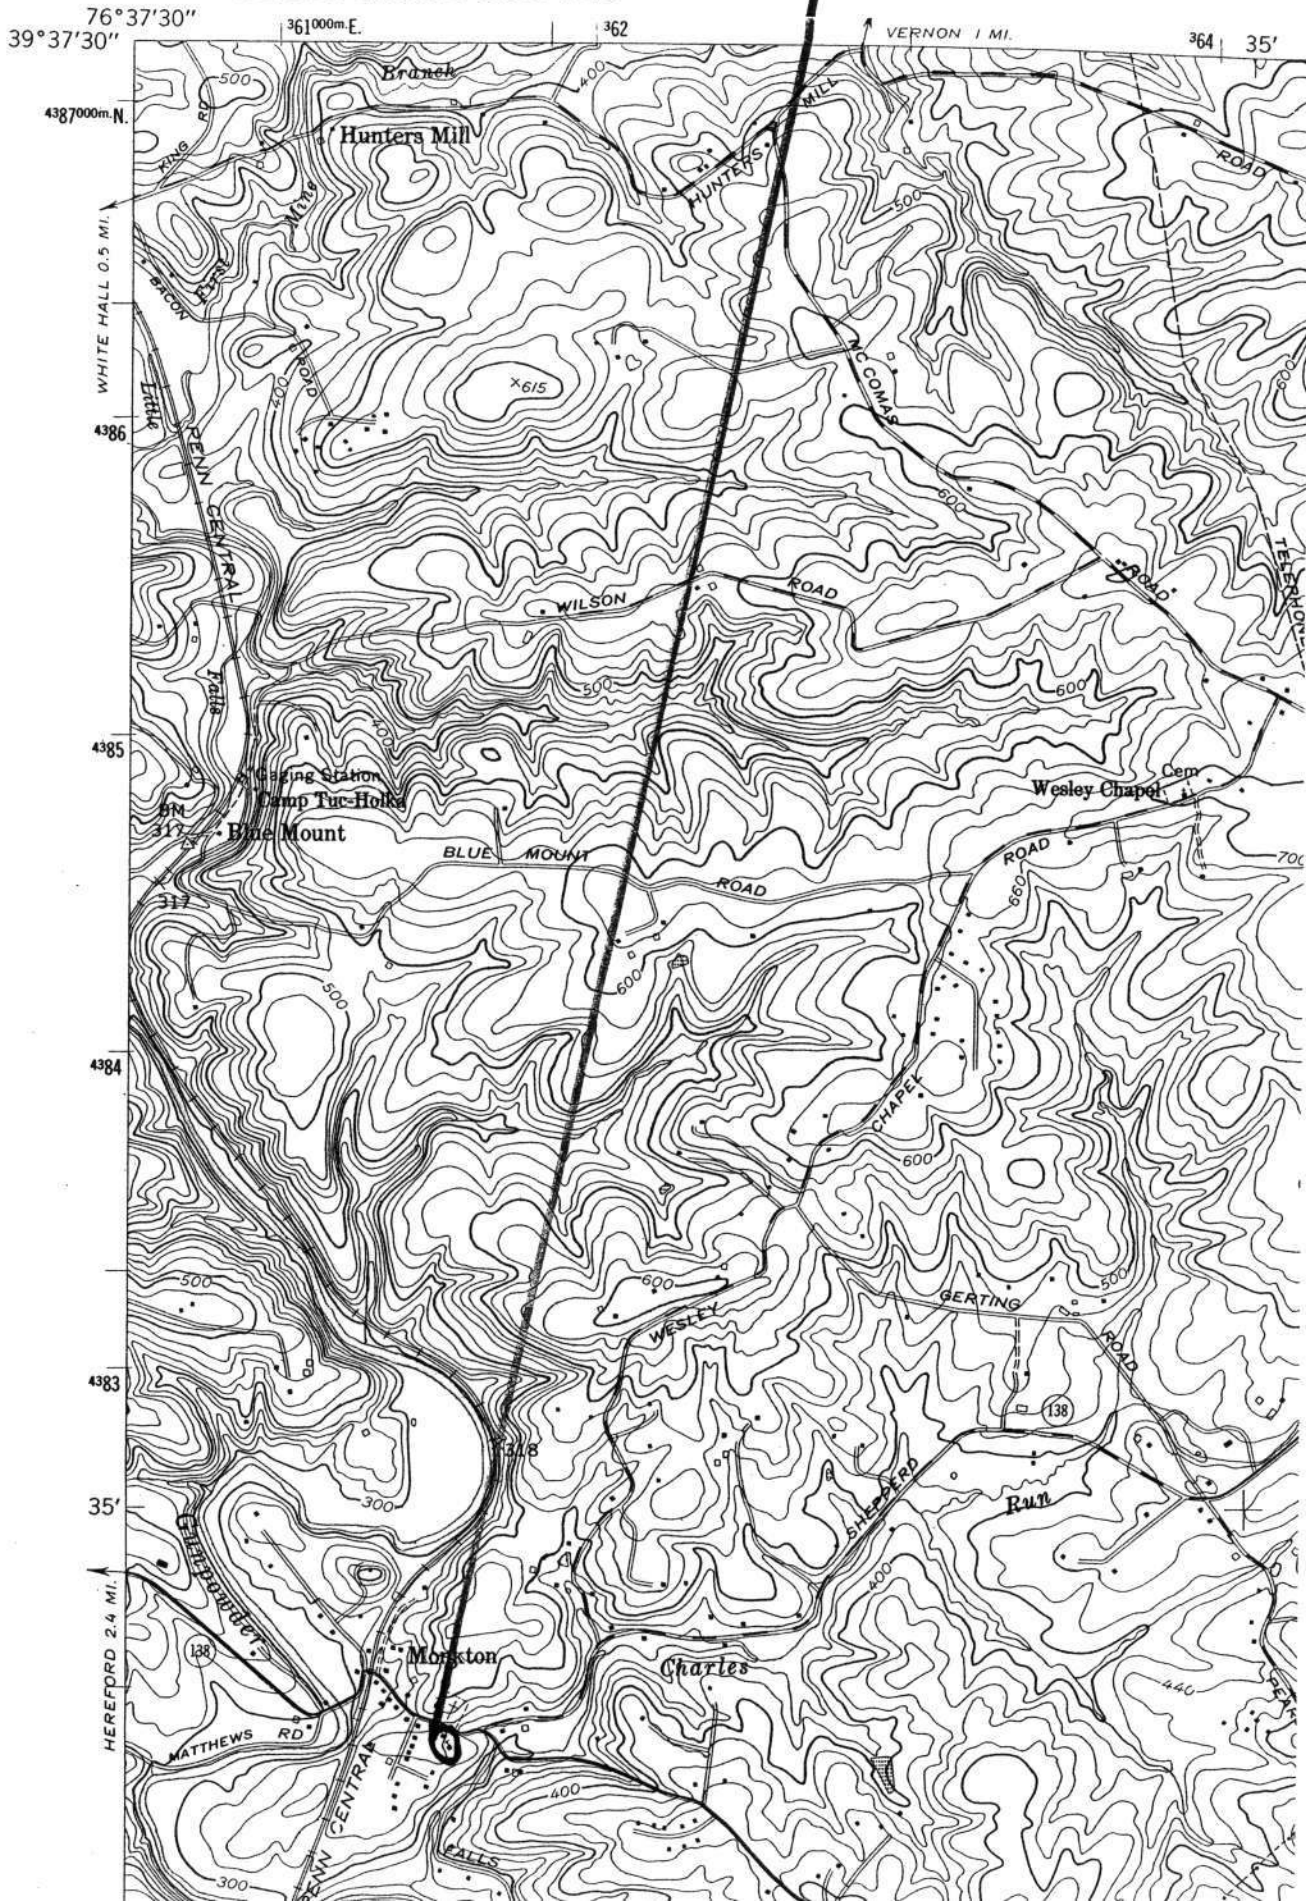 76°37'30"
39°37'30"
361000m.E.
362
VERNON 1 MI.
364
35'
4387000m.N.
KING RD
500
Branch
400
Hunters Mill
HUNTERS MILL
ROAD
First Mine
500
WHITE HALL 0.5 MI.
BACON
ROAD
400
×615
MC COMAS
600
Little
4386
PENN CENTRAL
600
WILSON ROAD
ROAD
Falls
500
600
4385
400
Gaging Station
Camp Tuc-Holka
BM
317
Blue Mount
Wesley Chapel
Cem
BLUE MOUNT ROAD
ROAD
700
317
660
500
600
4384
CHAPEL
600
500
600
WESLEY
GERTING
500
ROAD
4383
138
318
300
SHEPPERD
Run
35'
Gunpowder
400
HEREFORD 2.4 MI.
138
Monkton
Charles
440
MATTHEWS RD
CENTRAL
400
FALLS
300
PENN